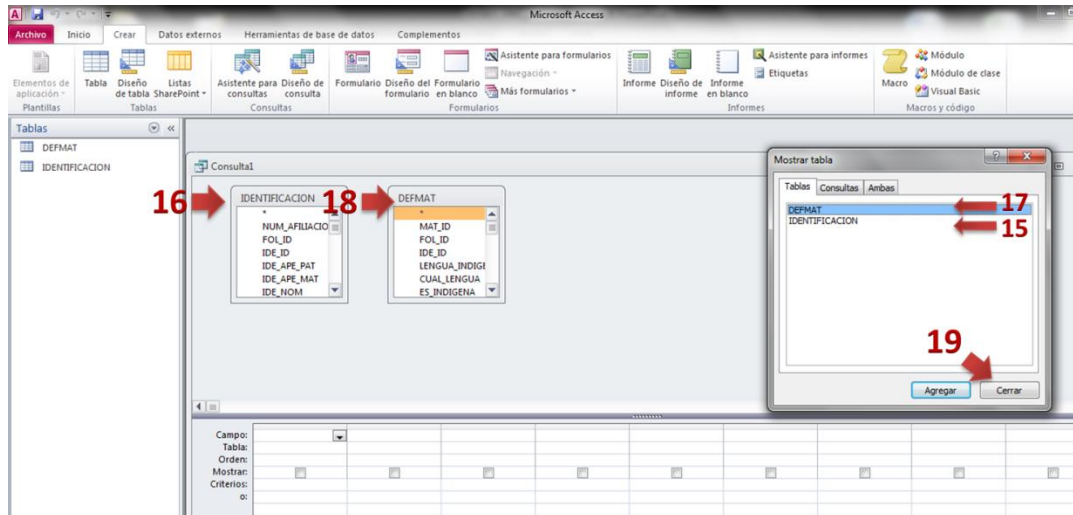 A Microsoft Access
Archivo Inicio Crear Datos externos Herramientas de base de datos Complementos
Elementos de aplicación
Tabla
Diseño de tabla
Listas SharePoint
Asistente para consultas
Diseño de consulta
Formulario
Diseño del formulario
Formulario en blanco
Asistente para formularios
Navegación
Más formularios
Informe
Diseño de informe
Informe en blanco
Asistente para informes
Etiquetas
Macro
Módulo
Módulo de clase
Visual Basic
Plantillas Tablas Consultas Formularios Informes Macros y código
Tablas
DEFMAT
IDENTIFICACION
Consulta1
16
IDENTIFICACION
*
NUM_AFILIACIO
FOL_ID
IDE_ID
IDE_APE_PAT
IDE_APE_MAT
IDE_NOM
18
DEFMAT
*
MAT_ID
FOL_ID
IDE_ID
LENGUA_INDIGE
CUAL_LENGUA
ES_INDIGENA
Mostrar tabla
Tablas Consultas Ambas
DEFMAT 17
IDENTIFICACION 15
19
Agregar Cerrar
Campo:
Tabla:
Orden:
Mostrar:
Criterios:
o: